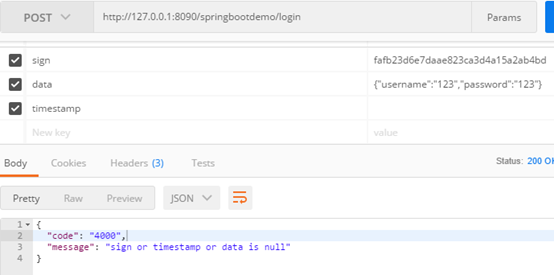 POST http://127.0.0.1:8090/springbootdemo/login Params
sign fafb23d6e7daae823ca3d4a15a2ab4bd
data {"username":"123","password":"123"}
timestamp
New key value
Body Cookies Headers (3) Tests Status: 200 OK
Pretty Raw Preview JSON
1 {
2 "code": "4000",
3 "message": "sign or timestamp or data is null"
4 }